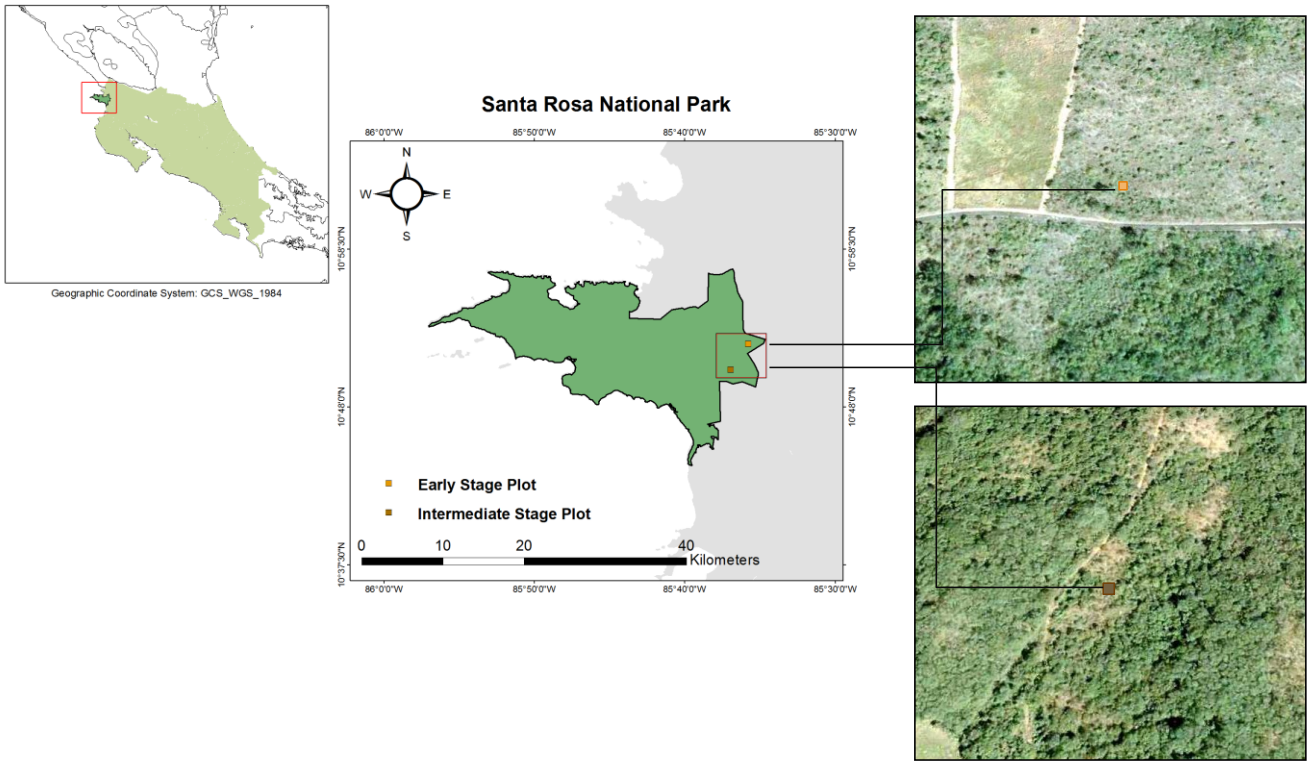 Geographic Coordinate System: GCS_WGS_1984
Santa Rosa National Park
86°0'0"W 85°50'0"W 85°40'0"W 85°30'0"W
N
W E
S
10°58'30"N 10°58'30"N
10°48'0"N 10°48'0"N
10°37'30"N 10°37'30"N
Early Stage Plot
Intermediate Stage Plot
0 10 20 40
Kilometers
86°0'0"W 85°50'0"W 85°40'0"W 85°30'0"W